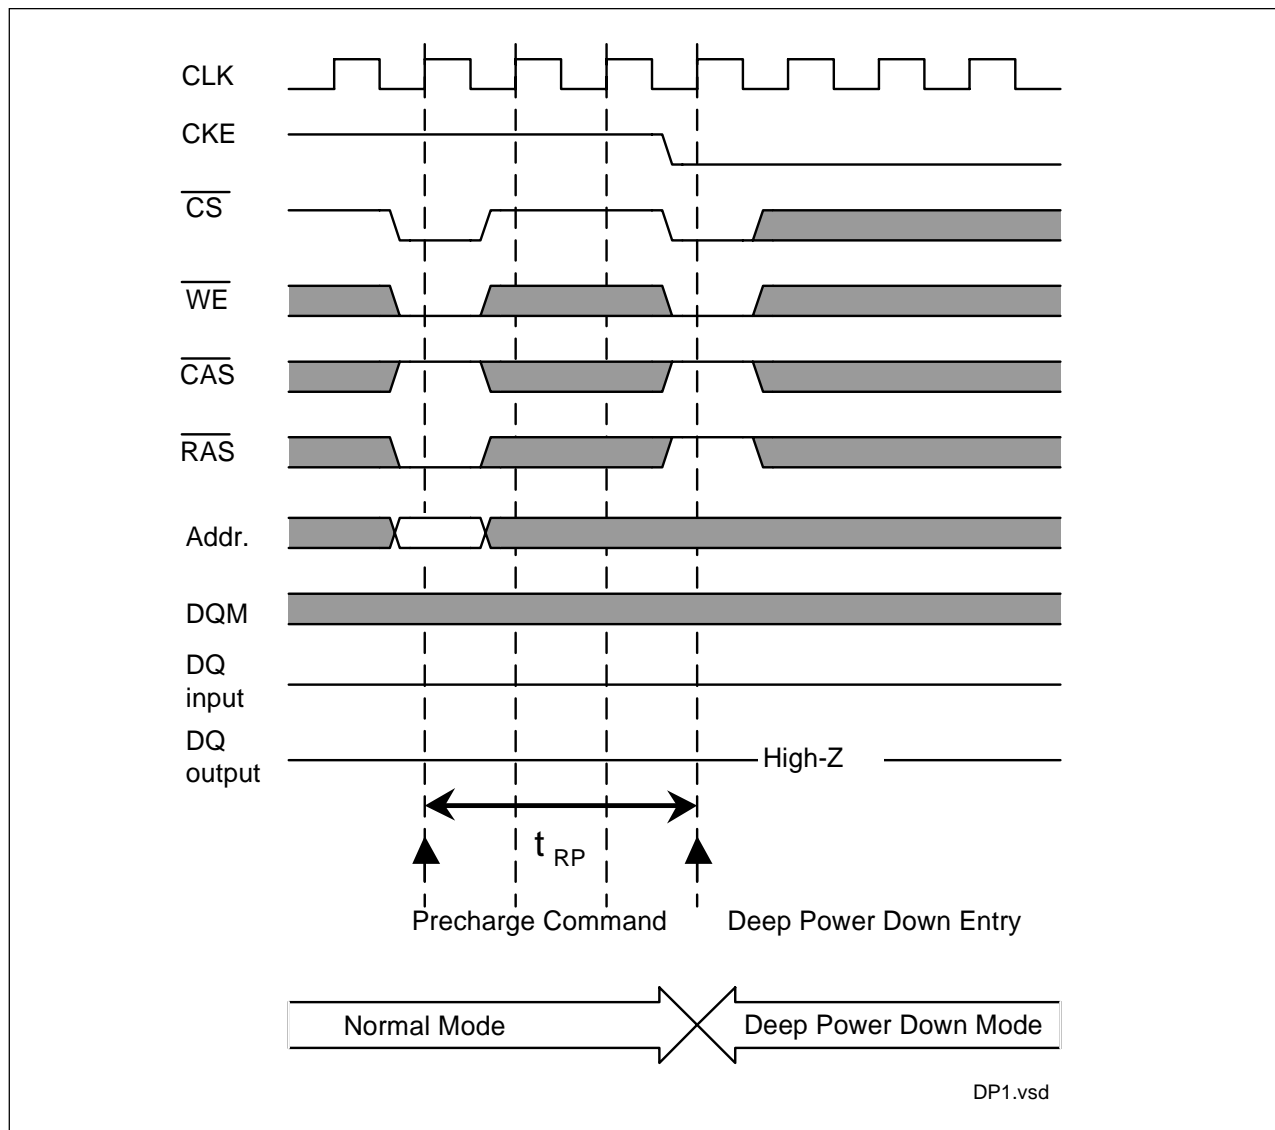 CLK
CKE
CS
WE
CAS
RAS
Addr.
DQM
DQ
input
DQ
output
High-Z
t RP
Precharge Command
Deep Power Down Entry
Normal Mode
Deep Power Down Mode
DP1.vsd